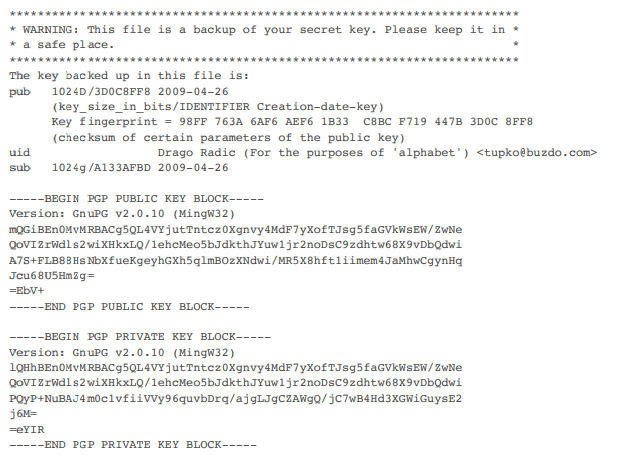 ***********************************************************************
* WARNING: This file is a backup of your secret key. Please keep it in *
* a safe place. *
***********************************************************************
The key backed up in this file is:
pub 1024D/3D0C8FF8 2009-04-26
(key_size_in_bits/IDENTIFIER Creation-date-key)
Key fingerprint = 98FF 763A 6AF6 AEF6 1B33 C8BC F719 447B 3D0C 8FF8
(checksum of certain parameters of the public key)
uid Drago Radic (For the purposes of 'alphabet') <tupko@buzdo.com>
sub 1024g/A133AFBD 2009-04-26
-----BEGIN PGP PUBLIC KEY BLOCK-----
Version: GnuPG v2.0.10 (MingW32)
mQGiBEn0MvMRBACg5QL4VYjutTntcz0Xgnvy4MdF7yXofTJsg5faGVkWsEW/ZwNe
QoVIZrWdls2wiXHkxLQ/1ehcMeo5bJdkthJYuw1jr2noDsC9zdhtw68X9vDbQdwi
A7S+FLB88HsNbXfueKgeyhGXh5qlmBOzXNdwi/MR5X8hft1iimem4JaMhwCgynHq
Jcu68U5HmZg=
=EbV+
-----END PGP PUBLIC KEY BLOCK-----
-----BEGIN PGP PRIVATE KEY BLOCK-----
Version: GnuPG v2.0.10 (MingW32)
lQHhBEn0MvMRBACg5QL4VYjutTntcz0Xgnvy4MdF7yXofTJsg5faGVkWsEW/ZwNe
QoVIZrWdls2wiXHkxLQ/1ehcMeo5bJdkthJYuw1jr2noDsC9zdhtw68X9vDbQdwi
PQyP+NuBAJ4m0c1vfiiVVy96quvbDrq/ajgLJgCZAWgQ/jC7wB4Hd3XGWiGuysE2
j6M=
=eYIR
-----END PGP PRIVATE KEY BLOCK-----